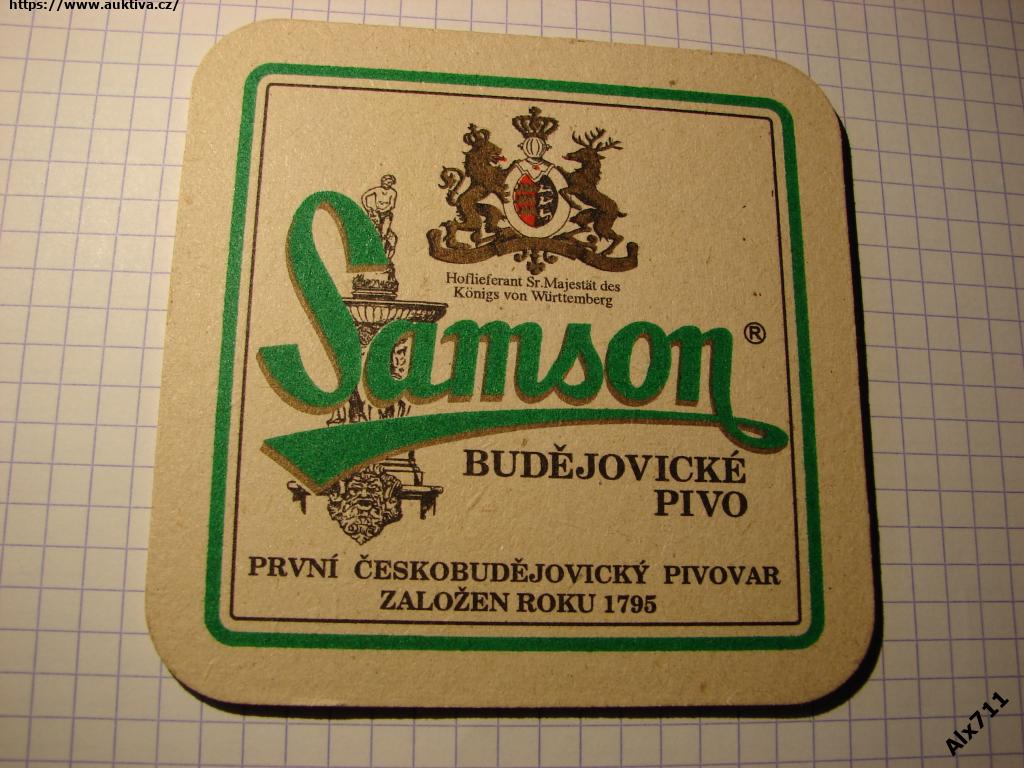 https://www.auktiva.cz/
Hoflieferant Sr.Majestät des
Königs von Württemberg
Samson®
BUDĚJOVICKÉ
PIVO
PRVNÍ ČESKOBUDĚJOVICKÝ PIVOVAR
ZALOŽEN ROKU 1795
Alx711